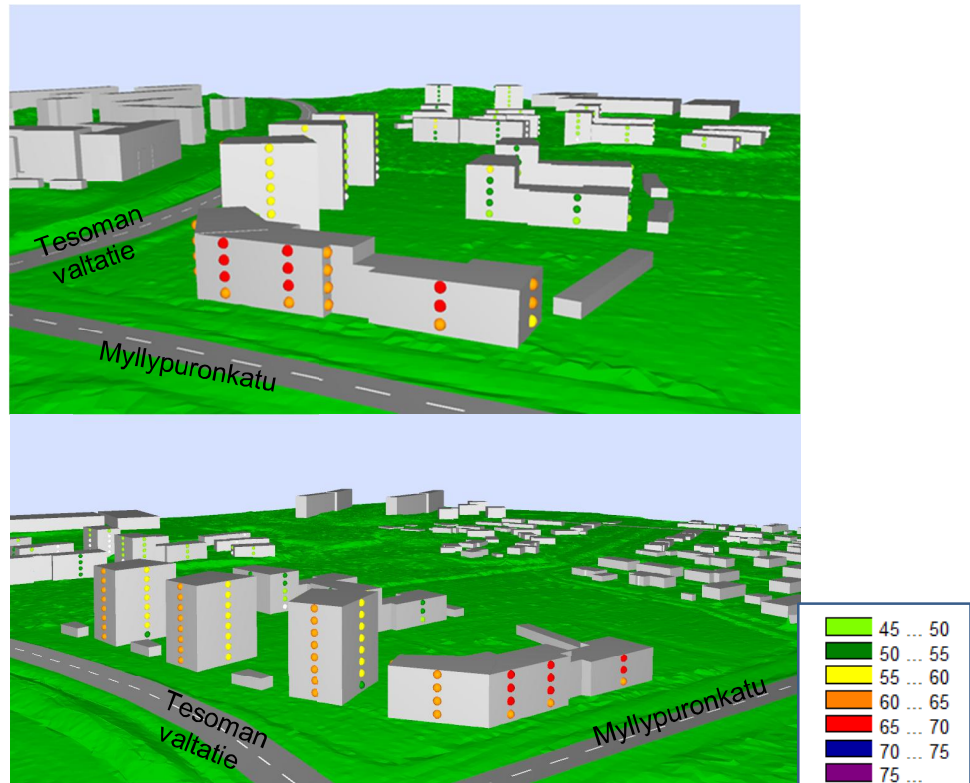 Tesoman
valtatie
Myllypuronkatu
Tesoman
valtatie
Myllypuronkatu
45 ... 50
50 ... 55
55 ... 60
60 ... 65
65 ... 70
70 ... 75
75 ...